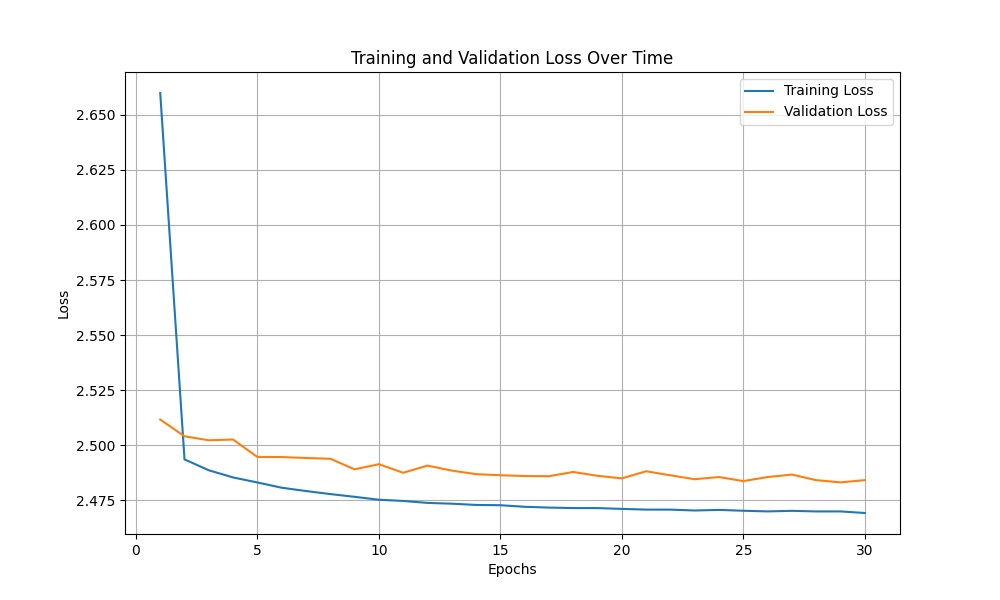 Training and Validation Loss Over Time
Training Loss
Validation Loss
2.650
2.625
2.600
2.575
2.550
2.525
2.500
2.475
Loss
0 5 10 15 20 25 30
Epochs